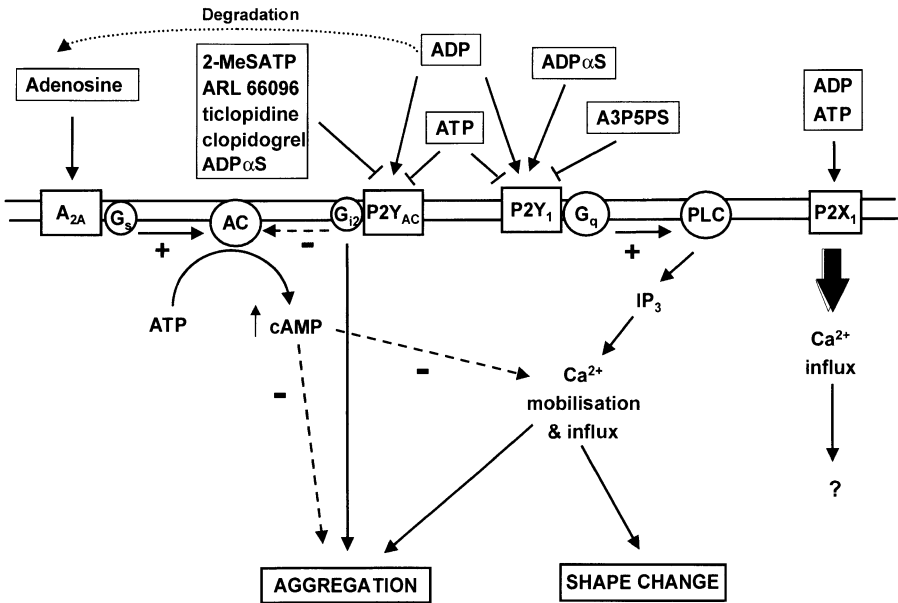 Degradation
Adenosine
2-MeSATP
ARL 66096
ticlopidine
clopidogrel
ADPαS
ADP
ATP
ADPαS
A3P5PS
ADP
ATP
A2A
Gs
AC
Gi2
P2YAC
P2Y1
Gq
PLC
P2X1
+
-
+
ATP
cAMP
-
-
IP3
Ca2+
mobilisation
& influx
Ca2+
influx
?
AGGREGATION
SHAPE CHANGE